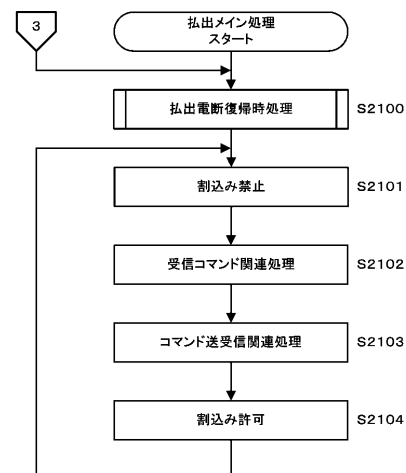 3
払出メイン処理
スタート
払出電断復帰時処理 S2100
割込み禁止 S2101
受信コマンド関連処理 S2102
コマンド送受信関連処理 S2103
割込み許可 S2104